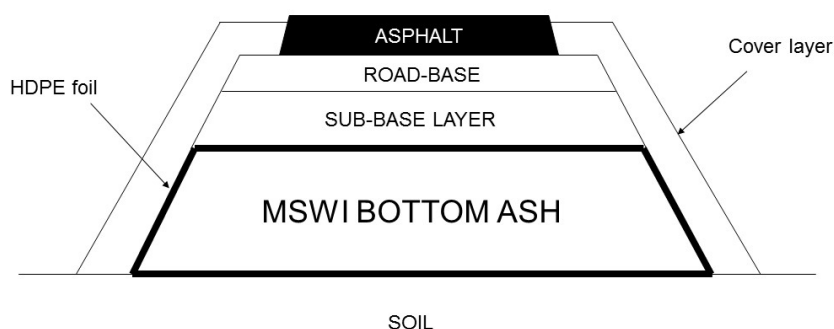 ASPHALT
Cover layer
ROAD-BASE
HDPE foil
SUB-BASE LAYER
MSWI BOTTOM ASH
SOIL